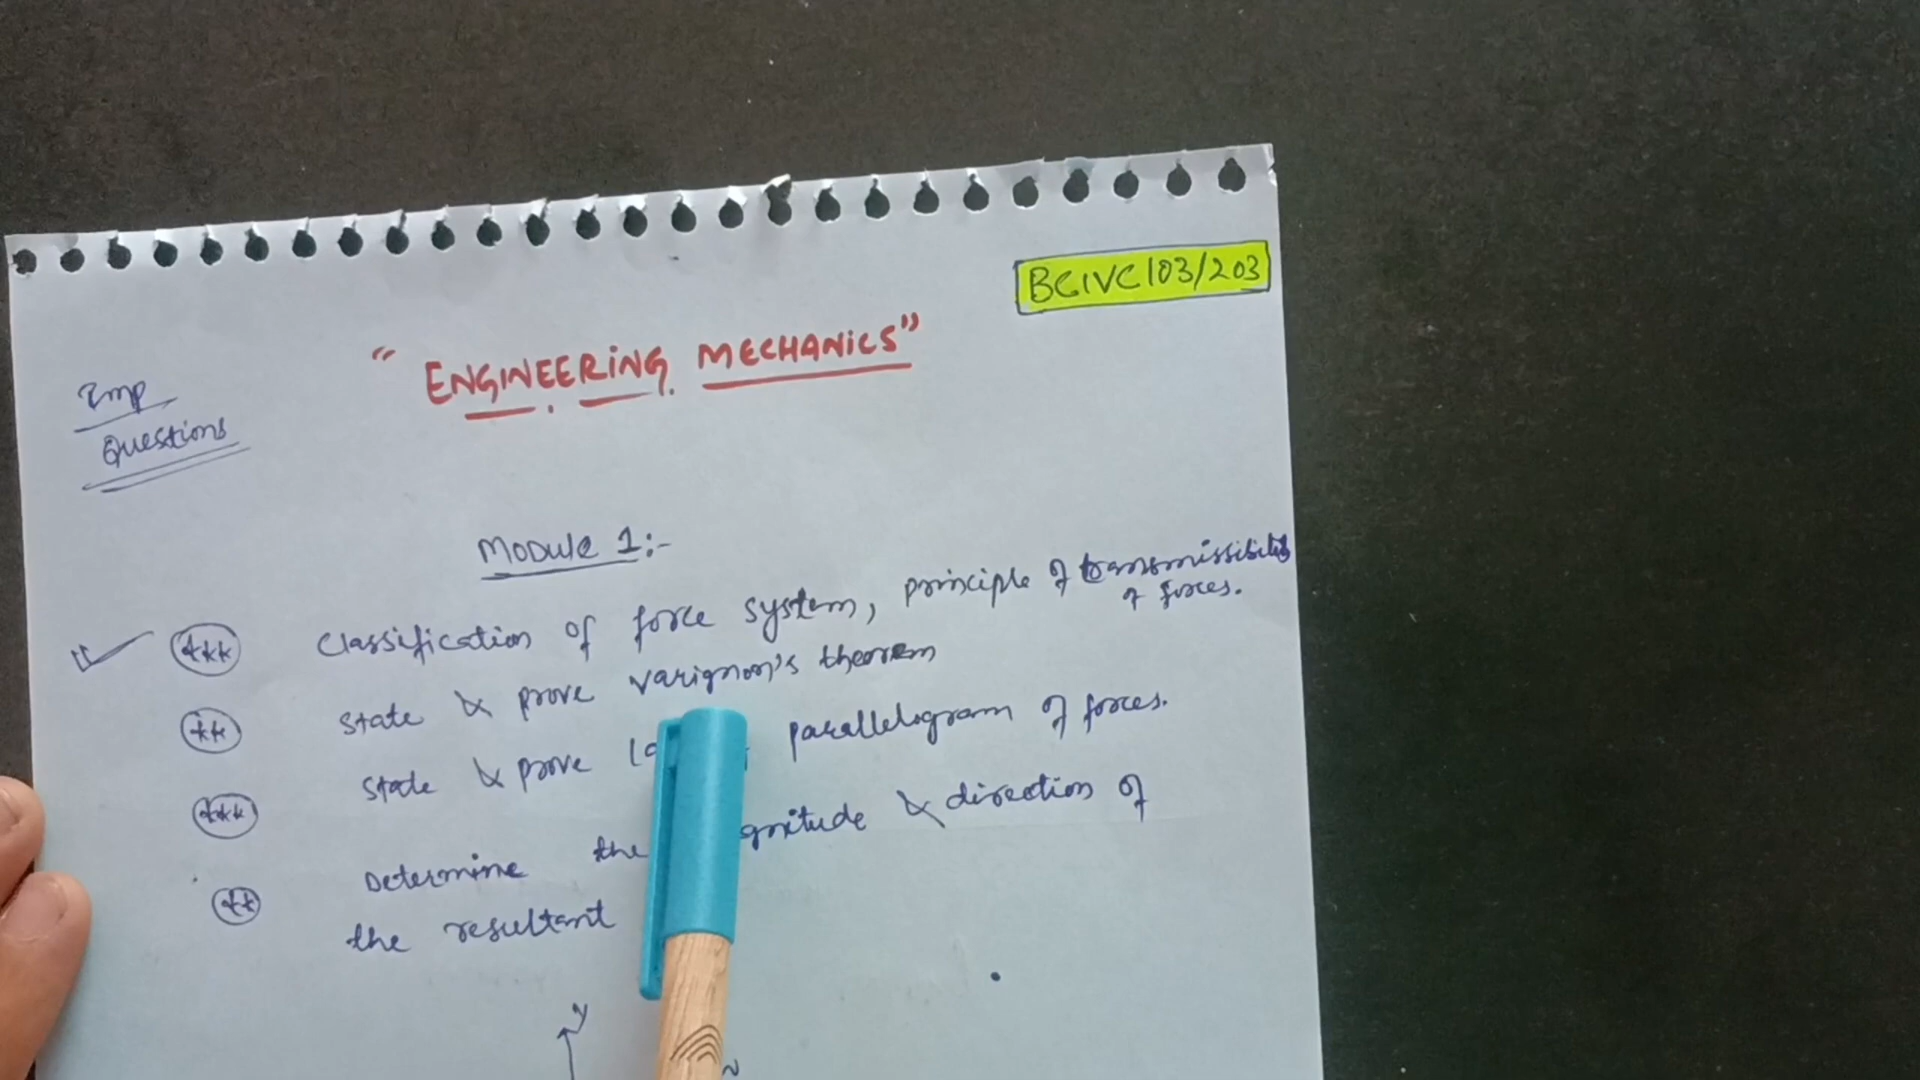 BCIVC103/203
"ENGINEERING MECHANICS"
Imp
Questions
Module 1:-
*** Classification of force system, principle of transmissibility
of forces.
** State & prove varignon's theorem
*** State & prove parallelogram of forces.
** Determine the direction of
the resultant
y